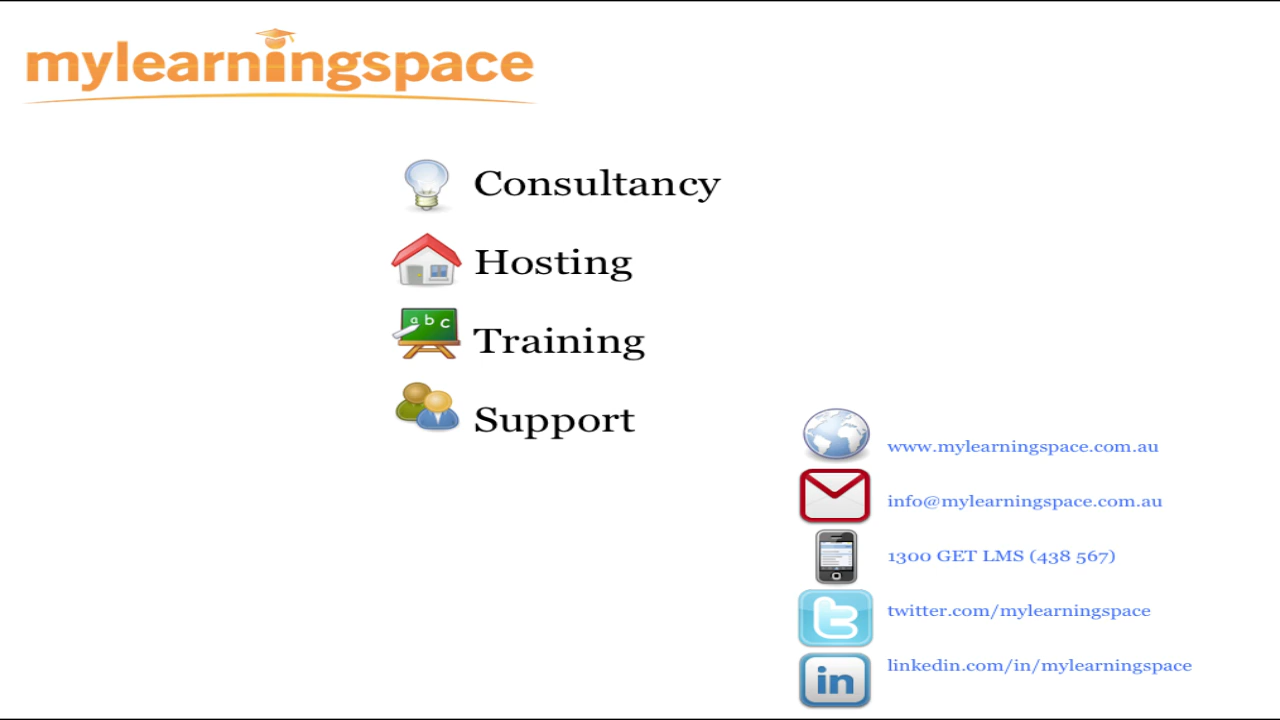 mylearningspace
Consultancy
Hosting
a b c
Training
Support
www.mylearningspace.com.au
info@mylearningspace.com.au
1300 GET LMS (438 567)
t
twitter.com/mylearningspace
in
linkedin.com/in/mylearningspace